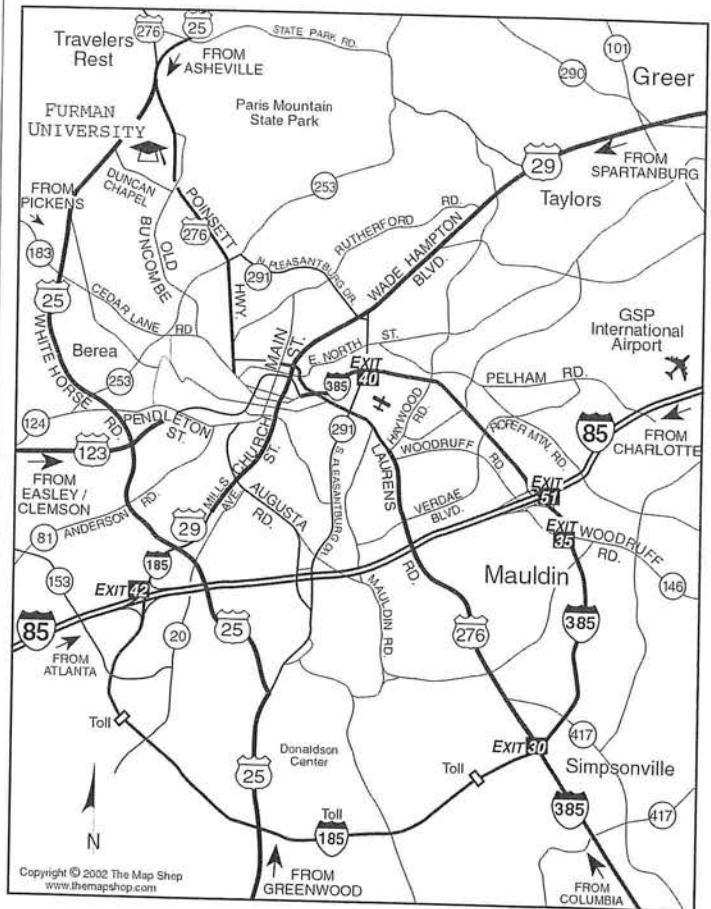 Travelers
Rest
276
25
STATE PARK RD.
101
FROM
ASHEVILLE
290
Greer
Paris Mountain
State Park
FURMAN
UNIVERSITY
29
FROM
SPARTANBURG
DUNCAN
CHAPEL
253
Taylors
FROM
PICKENS
POINSETT
HWY.
276
RUTHERFORD RD.
WADE HAMPTON
BLVD.
OLD
BUNCOMBE
183
291
N. PLEASANTBURG DR.
25
CEDAR LANE RD
GSP
International
Airport
WHITE HORSE
RD.
MAIN
ST.
E. NORTH ST.
Berea
EXIT
40
385
PELHAM RD.
253
HAYWOOD
RD.
124
PENDLETON
ST.
291
ROPER MTN. RD.
85
123
CHURCH
ST.
WOODRUFF
RD.
FROM
CHARLOTTE
FROM
EASLEY /
CLEMSON
MILLS
AVE.
S. PLEASANTBURG DR.
LAURENS
RD.
EXIT
51
AUGUSTA
RD.
VERDAE
BLVD.
ANDERSON RD.
81
29
EXIT
35
WOODRUFF
RD.
185
153
EXIT 42
Mauldin
146
MAULDIN RD.
85
20
25
276
385
FROM
ATLANTA
Toll
417
EXIT 30
Donaldson
Center
Toll
Simpsonville
25
Toll
185
385
417
N
FROM
GREENWOOD
FROM
COLUMBIA
Copyright © 2002 The Map Shop
www.themapshop.com